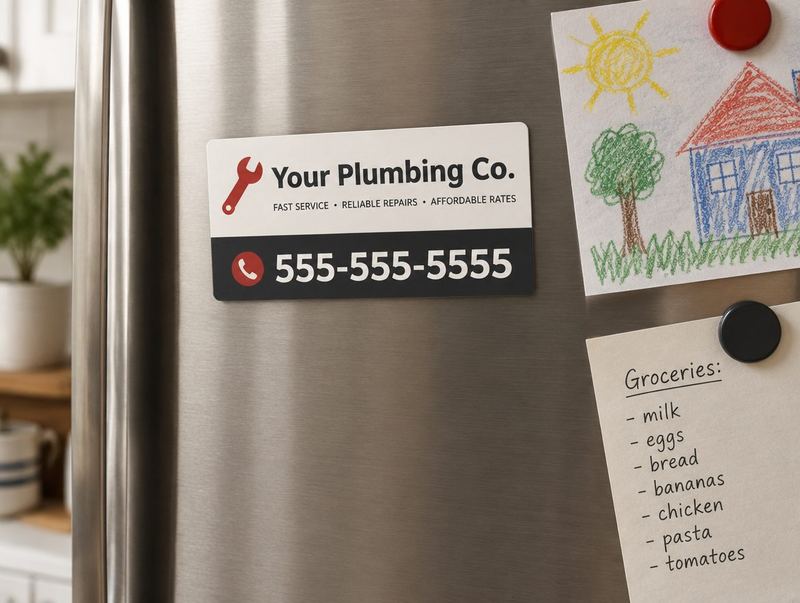 Your Plumbing Co.
FAST SERVICE • RELIABLE REPAIRS • AFFORDABLE RATES
555-555-5555
Groceries:
- milk
- eggs
- bread
- bananas
- chicken
- pasta
- tomatoes